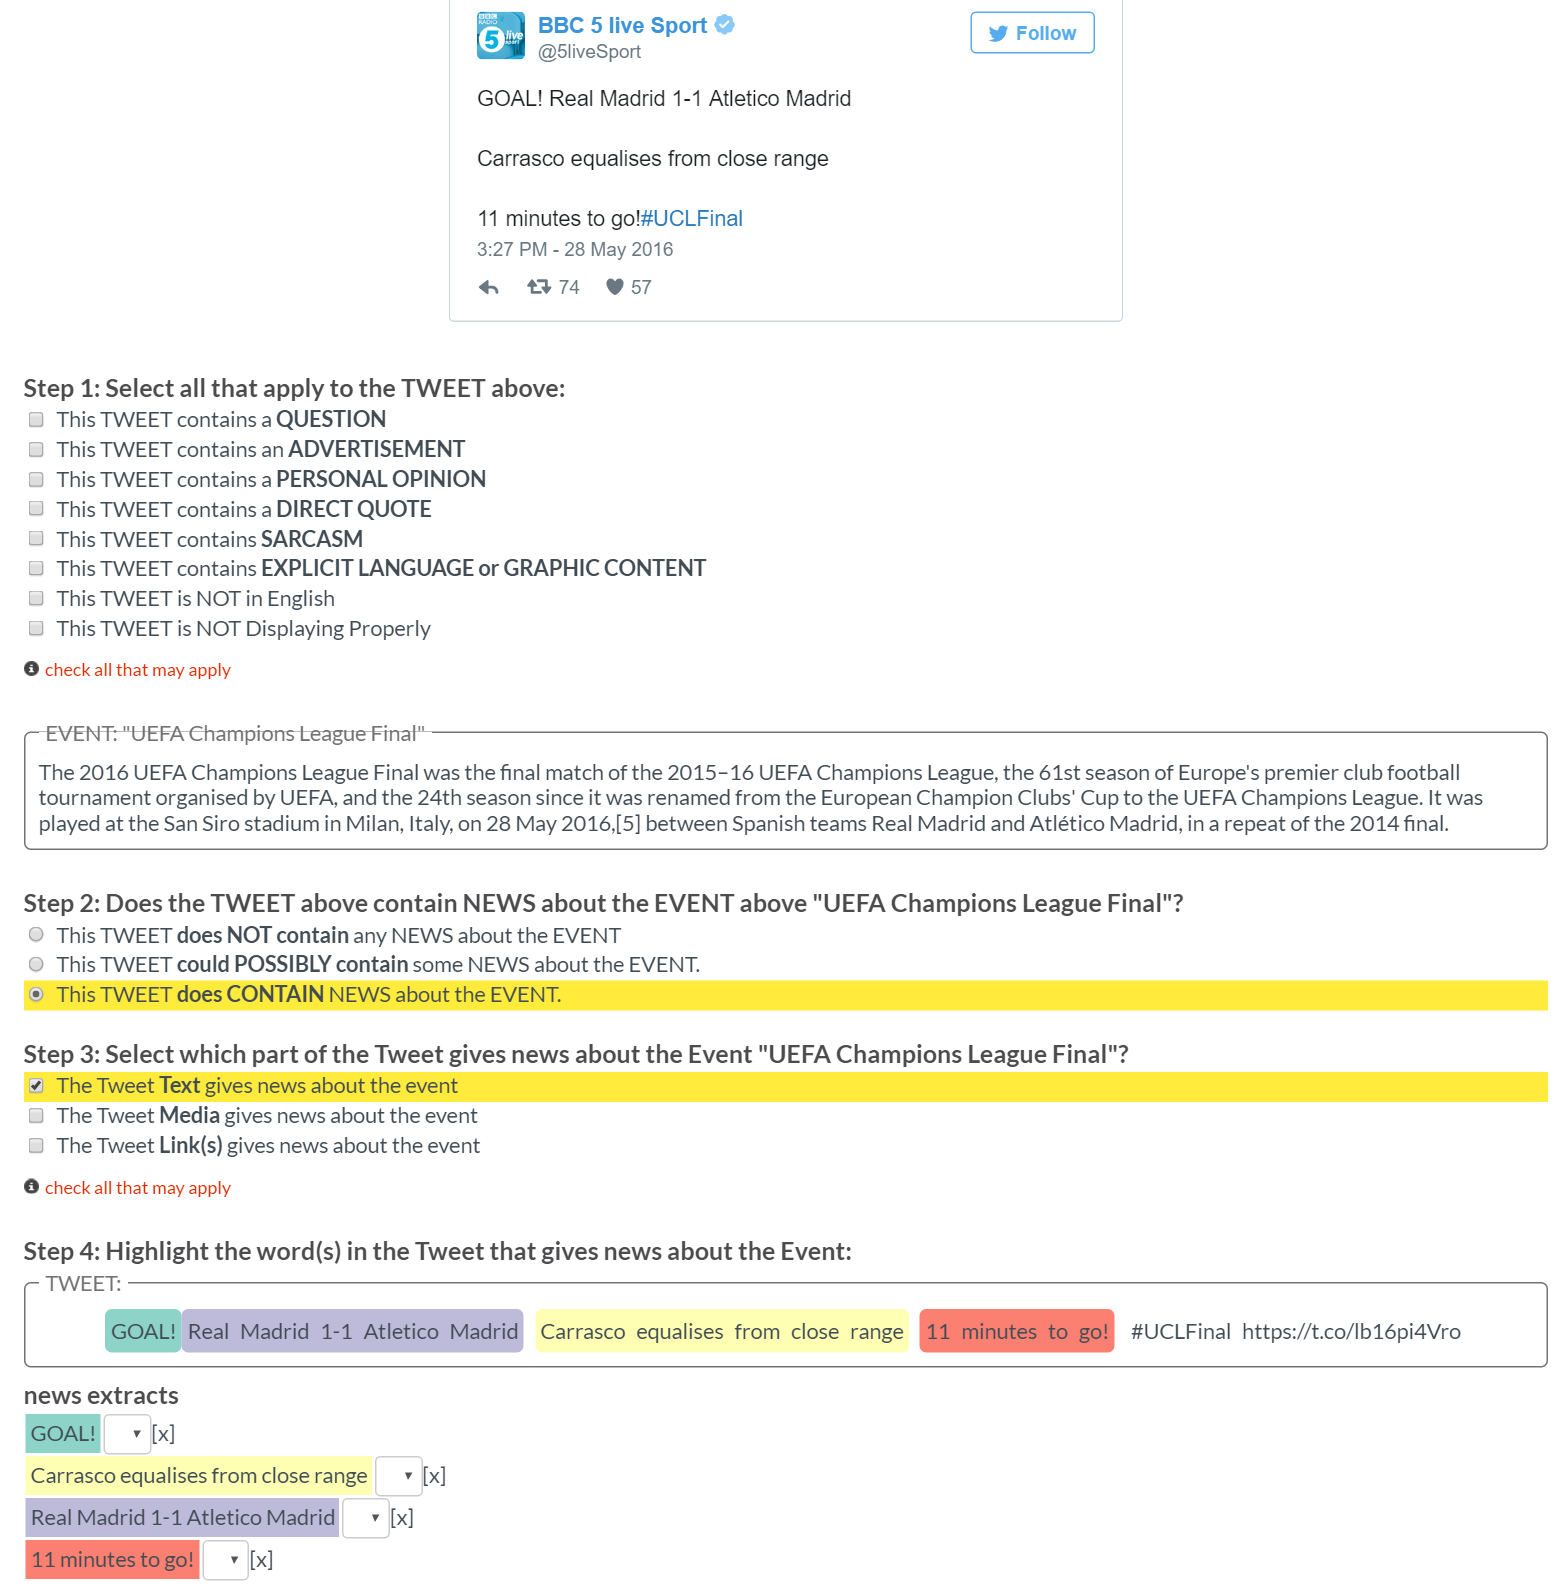 BBC RADIO 5 live sport
BBC 5 live Sport
@5liveSport
Follow
GOAL! Real Madrid 1-1 Atletico Madrid
Carrasco equalises from close range
11 minutes to go!#UCLFinal
3:27 PM - 28 May 2016
74 57
Step 1: Select all that apply to the TWEET above:
This TWEET contains a QUESTION
This TWEET contains an ADVERTISEMENT
This TWEET contains a PERSONAL OPINION
This TWEET contains a DIRECT QUOTE
This TWEET contains SARCASM
This TWEET contains EXPLICIT LANGUAGE or GRAPHIC CONTENT
This TWEET is NOT in English
This TWEET is NOT Displaying Properly
check all that may apply
EVENT: "UEFA Champions League Final"
The 2016 UEFA Champions League Final was the final match of the 2015–16 UEFA Champions League, the 61st season of Europe's premier club football
tournament organised by UEFA, and the 24th season since it was renamed from the European Champion Clubs' Cup to the UEFA Champions League. It was
played at the San Siro stadium in Milan, Italy, on 28 May 2016,[5] between Spanish teams Real Madrid and Atlético Madrid, in a repeat of the 2014 final.
Step 2: Does the TWEET above contain NEWS about the EVENT above "UEFA Champions League Final"?
This TWEET does NOT contain any NEWS about the EVENT
This TWEET could POSSIBLY contain some NEWS about the EVENT.
This TWEET does CONTAIN NEWS about the EVENT.
Step 3: Select which part of the Tweet gives news about the Event "UEFA Champions League Final"?
The Tweet Text gives news about the event
The Tweet Media gives news about the event
The Tweet Link(s) gives news about the event
check all that may apply
Step 4: Highlight the word(s) in the Tweet that gives news about the Event:
TWEET:
GOAL! Real Madrid 1-1 Atletico Madrid Carrasco equalises from close range 11 minutes to go! #UCLFinal https://t.co/lb16pi4Vro
news extracts
GOAL! [x]
Carrasco equalises from close range [x]
Real Madrid 1-1 Atletico Madrid [x]
11 minutes to go! [x]